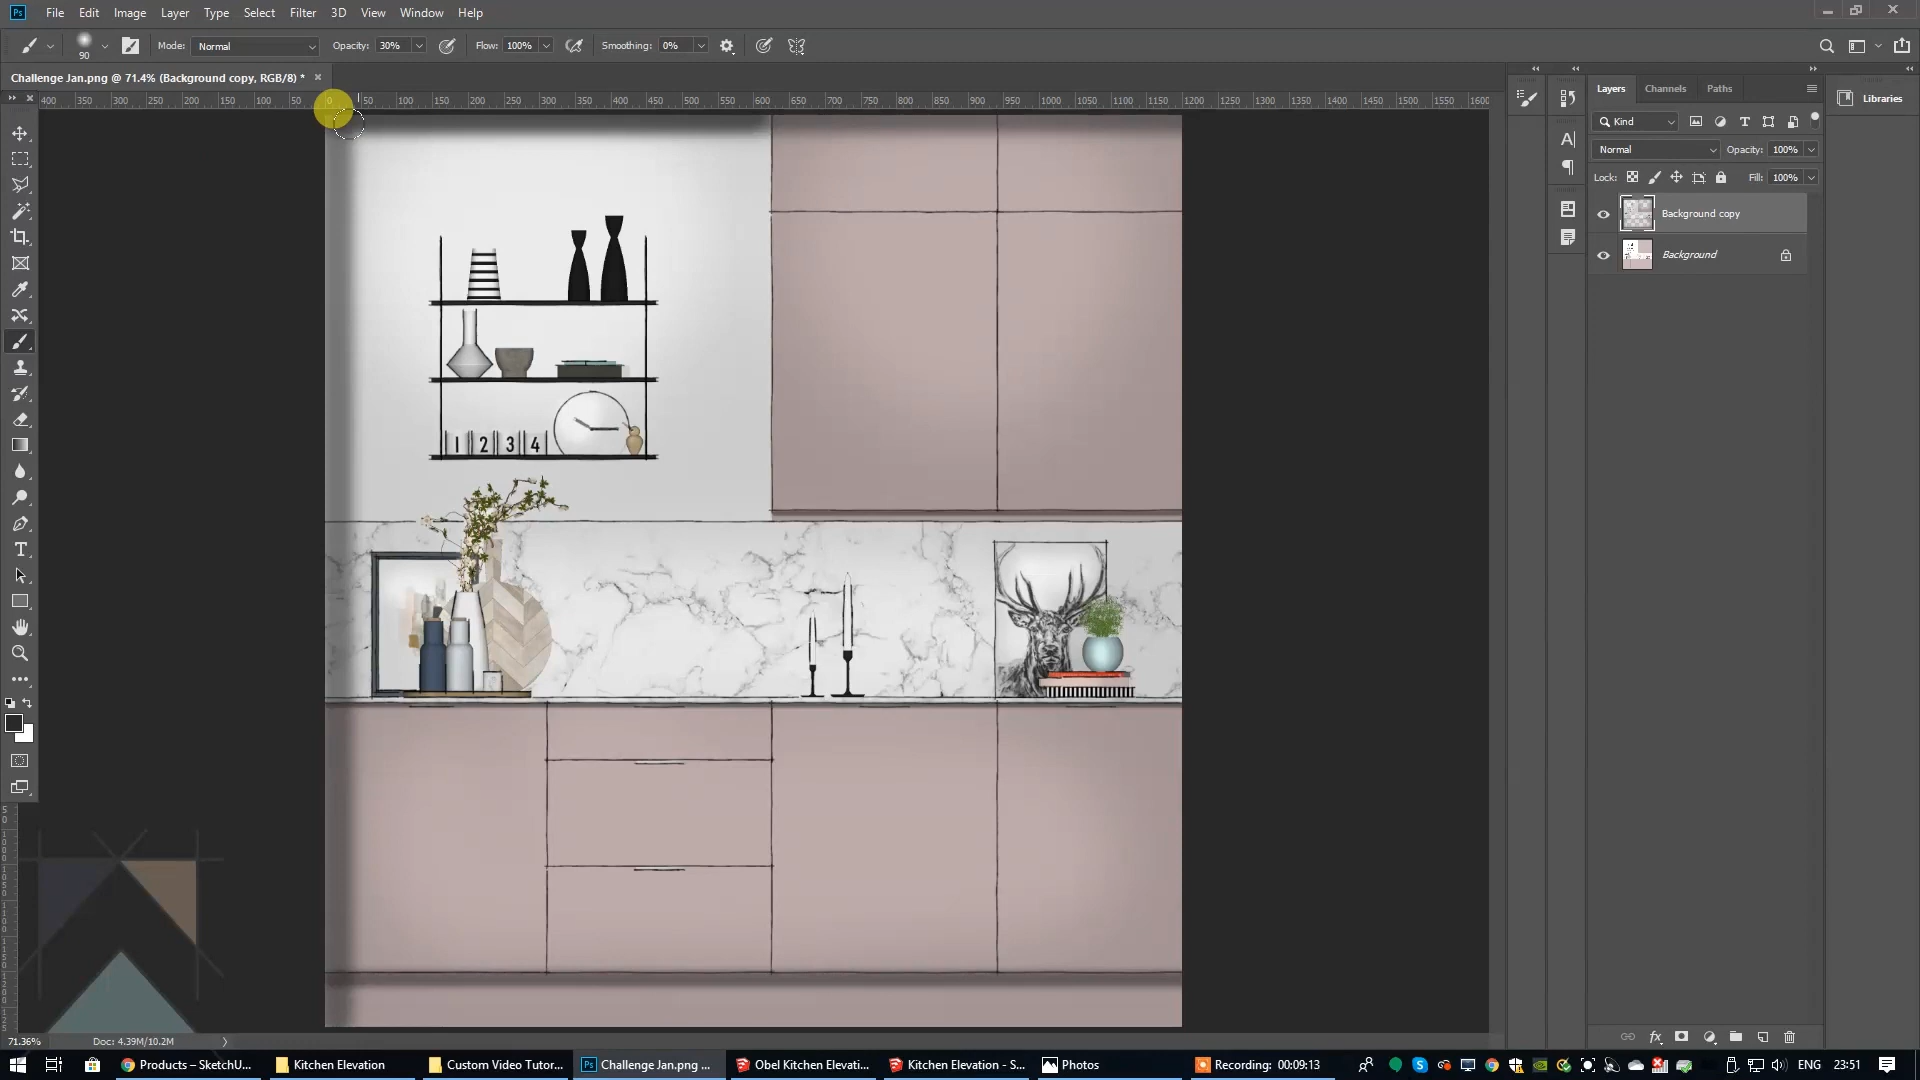 Ps File Edit Image Layer Type Select Filter 3D View Window Help
90 Mode: Normal Opacity: 30% Flow: 100% Smoothing: 0%
Challenge Jan.png @ 71.4% (Background copy, RGB/8) * ×
400 350 300 250 200 150 100 50 0 50 100 150 200 250 300 350 400 450 500 550 600 650 700 750 800 850 900 950 1000 1050 1100 1150 1200 1250 1300 1350 1400 1450 1500 1550 1600
Layers Channels Paths
Libraries
Kind
Normal Opacity: 100%
Lock: Fill: 100%
Background copy
Background
1 2 3 4
71.36% Doc: 4.39M/10.2M
Products – SketchU...
Kitchen Elevation
Custom Video Tutor...
Ps Challenge Jan.png ...
Obel Kitchen Elevati...
Kitchen Elevation - S...
Photos
Recording: 00:09:13
ENG 23:51